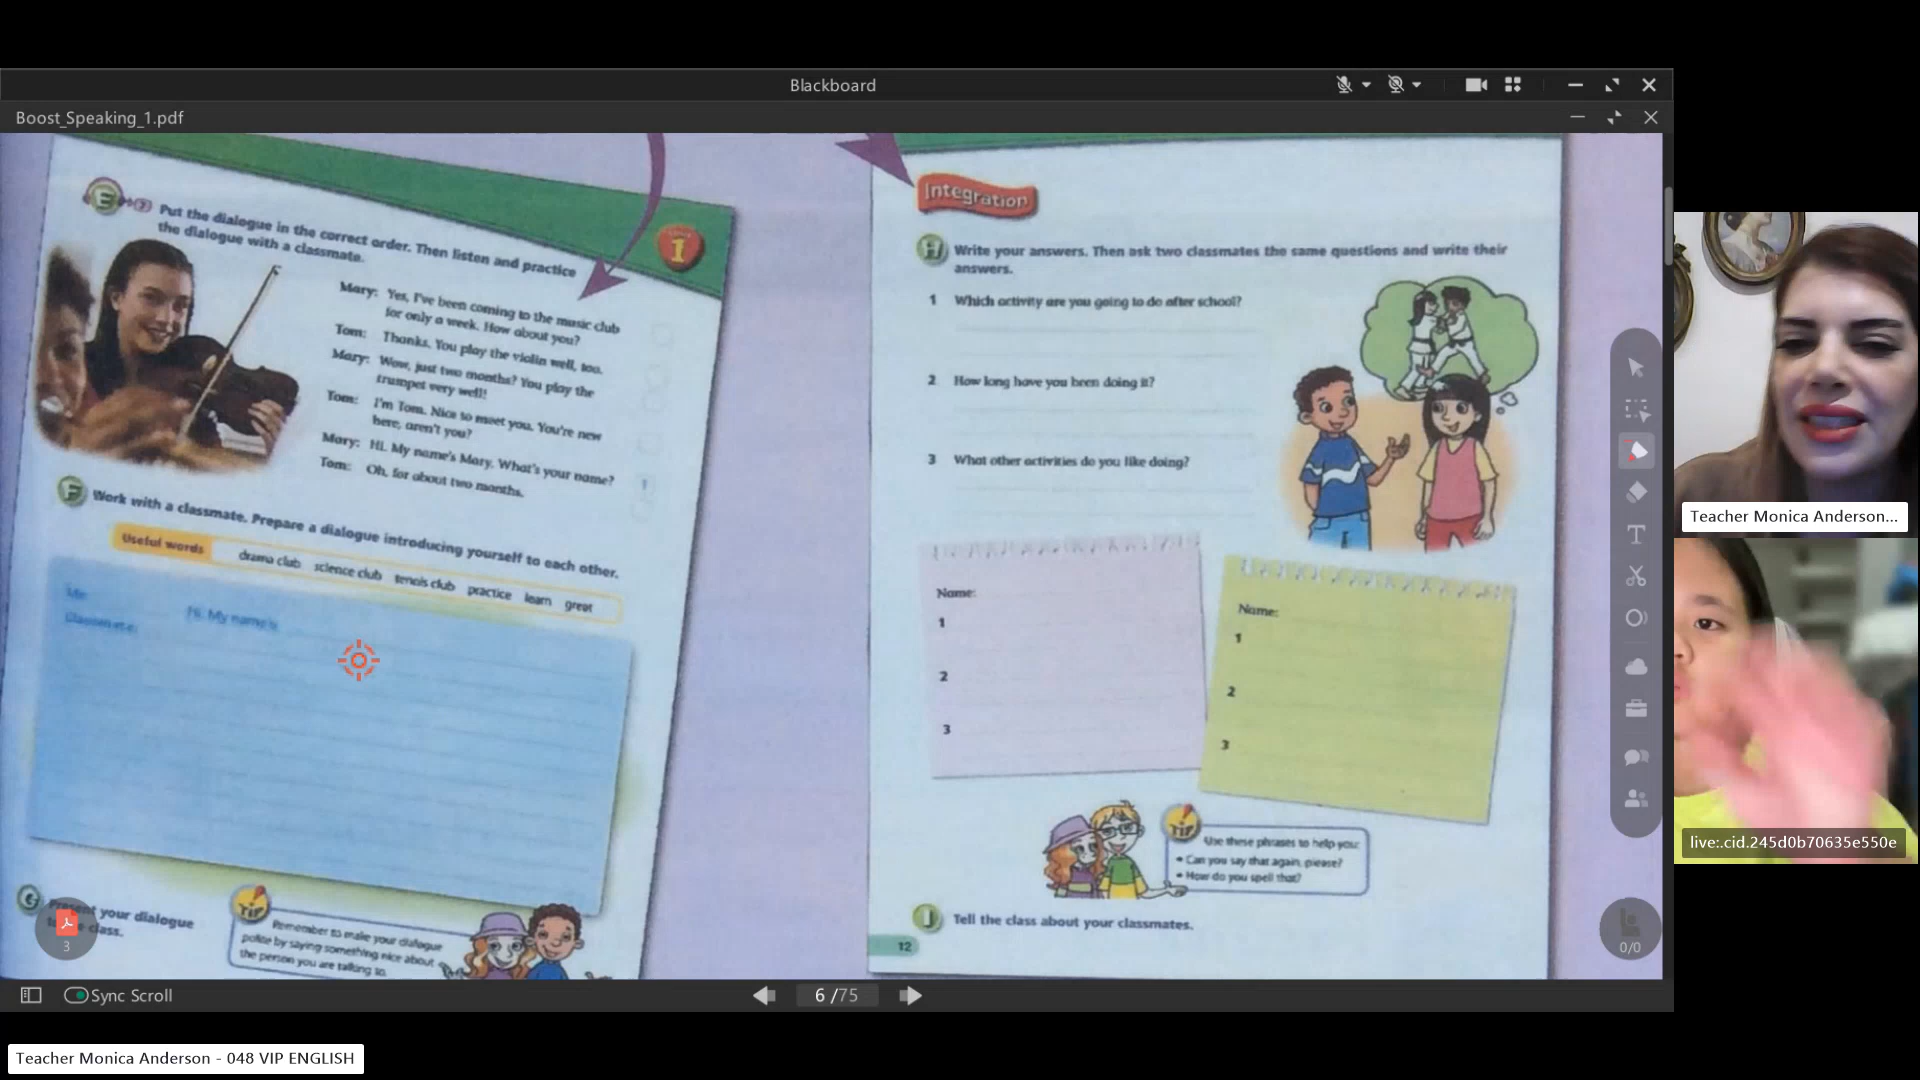 Blackboard
Boost_Speaking_1.pdf
E
Put the dialogue in the correct order. Then listen and practice
the dialogue with a classmate.
1
Mary: Yes, I've been coming to the music club
for only a week. How about you?
Tom: Thanks. You play the violin well, too.
Mary: Wow, just two months? You play the
trumpet very well!
Tom: I'm Tom. Nice to meet you. You're new
here, aren't you?
Mary: Hi. My name's Mary. What's your name?
Tom: Oh, for about two months.
F Work with a classmate. Prepare a dialogue introducing yourself to each other.
Useful words drama club science club tennis club practice learn great
Me: Hi. My name's
Classmate:
G Present your dialogue
class.
TIP
Remember to make your dialogue
polite by saying something nice about
the person you are talking to.
Integration
H Write your answers. Then ask two classmates the same questions and write their
answers.
1 Which activity are you going to do after school?
2 How long have you been doing it?
3 What other activities do you like doing?
Name:
1
2
3
Name:
1
2
3
TIP
Use these phrases to help you:
• Can you say that again, please?
• How do you spell that?
J Tell the class about your classmates.
12
3
0/0
Sync Scroll
6 /75
Teacher Monica Anderson...
live:.cid.245d0b70635e550e
Teacher Monica Anderson - 048 VIP ENGLISH